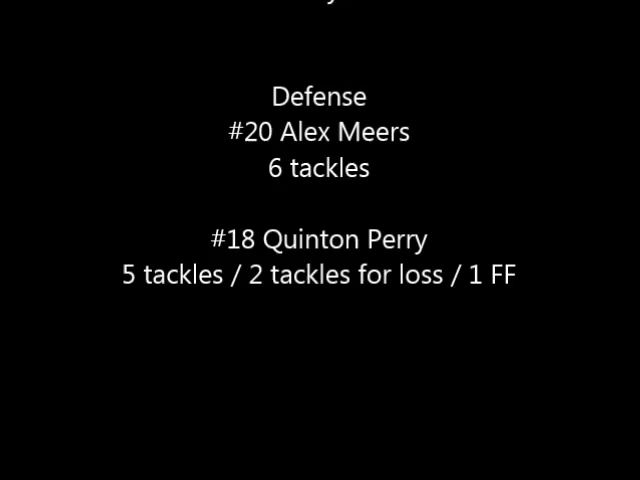 Defense
#20 Alex Meers
6 tackles
#18 Quinton Perry
5 tackles / 2 tackles for loss / 1 FF